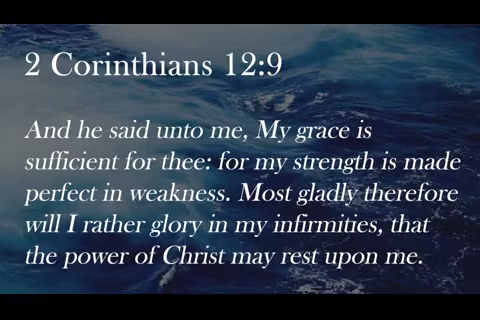 2 Corinthians 12:9
And he said unto me, My grace is
sufficient for thee: for my strength is made
perfect in weakness. Most gladly therefore
will I rather glory in my infirmities, that
the power of Christ may rest upon me.